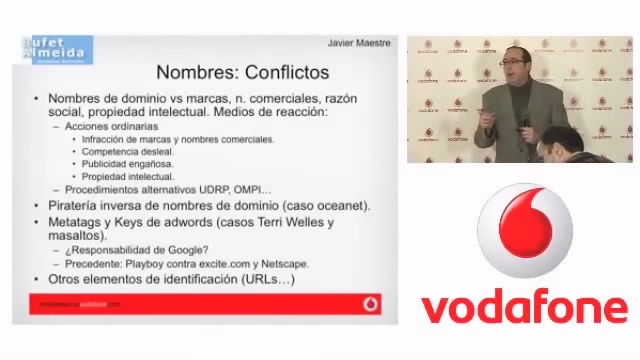 Bufet
Almeida
Javier Maestre
Nombres: Conflictos
• Nombres de dominio vs marcas, n. comerciales, razón
social, propiedad intelectual. Medios de reacción:
– Acciones ordinarias
• Infracción de marcas y nombres comerciales.
• Competencia desleal.
• Publicidad engañosa.
• Propiedad intelectual.
– Procedimientos alternativos UDRP, OMPI...
• Piratería inversa de nombres de dominio (caso oceanet).
• Metatags y Keys de adwords (casos Terri Welles y
masaltos).
– ¿Responsabilidad de Google?
– Precedente: Playboy contra excite.com y Netscape.
• Otros elementos de identificación (URLs...)
vodafone